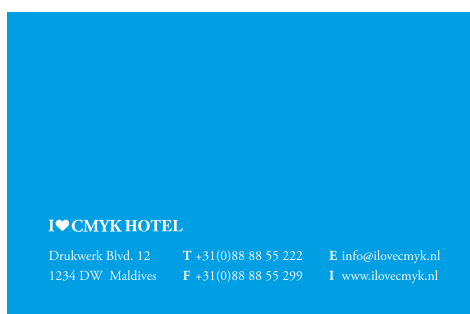 I♥CMYK HOTEL
Drukwerk Blvd. 12 T +31(0)88 88 55 222 E info@ilovecmyk.nl
1234 DW Maldives F +31(0)88 88 55 299 I www.ilovecmyk.nl